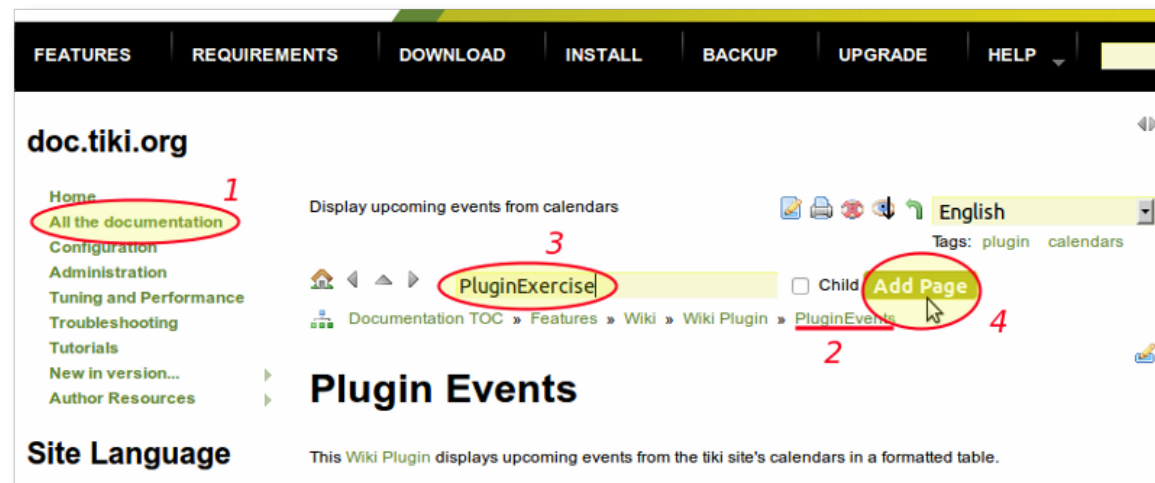 FEATURES REQUIREMENTS DOWNLOAD INSTALL BACKUP UPGRADE HELP
doc.tiki.org
Home
1
All the documentation
Configuration
Administration
Tuning and Performance
Troubleshooting
Tutorials
New in version...
Author Resources
Site Language
Display upcoming events from calendars
English
Tags: plugin calendars
3
PluginExercise
Child
Add Page
4
Documentation TOC » Features » Wiki » Wiki Plugin » PluginEvents
2
Plugin Events
This Wiki Plugin displays upcoming events from the tiki site's calendars in a formatted table.